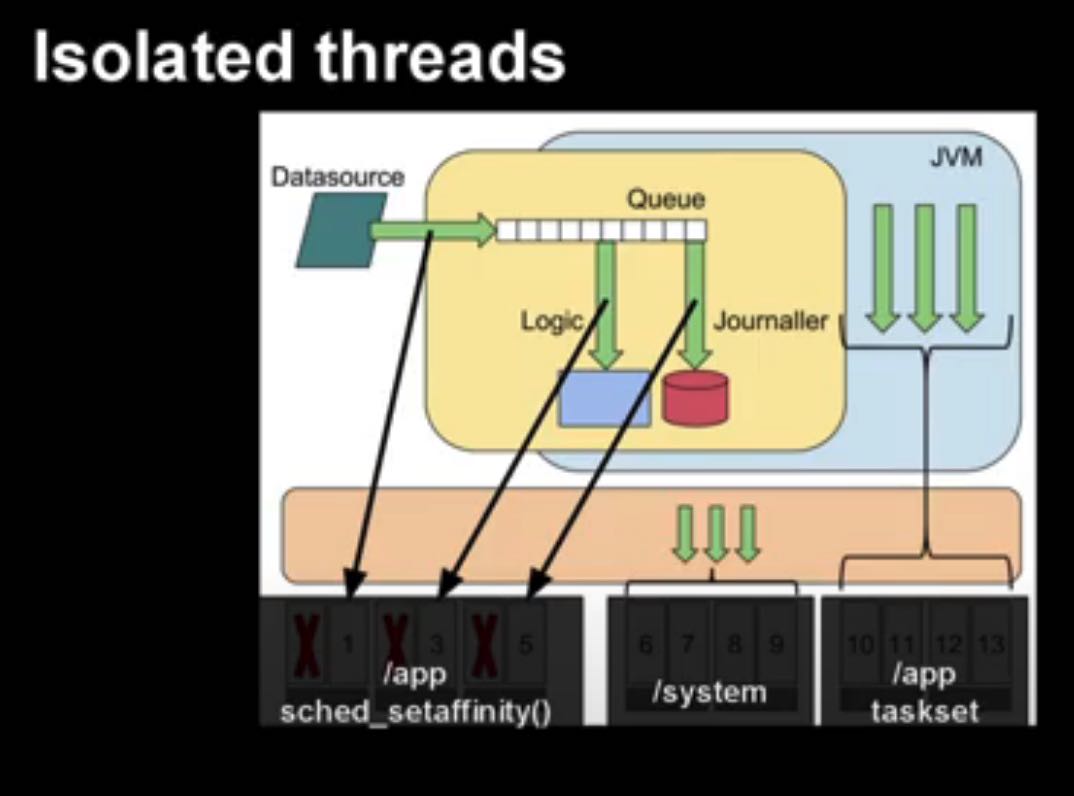 Isolated threads
Datasource
JVM
Queue
Logic
Journaller
X 1 X 3 X 5
6 7 8 9
10 11 12 13
/app
sched_setaffinity()
/system
/app
taskset